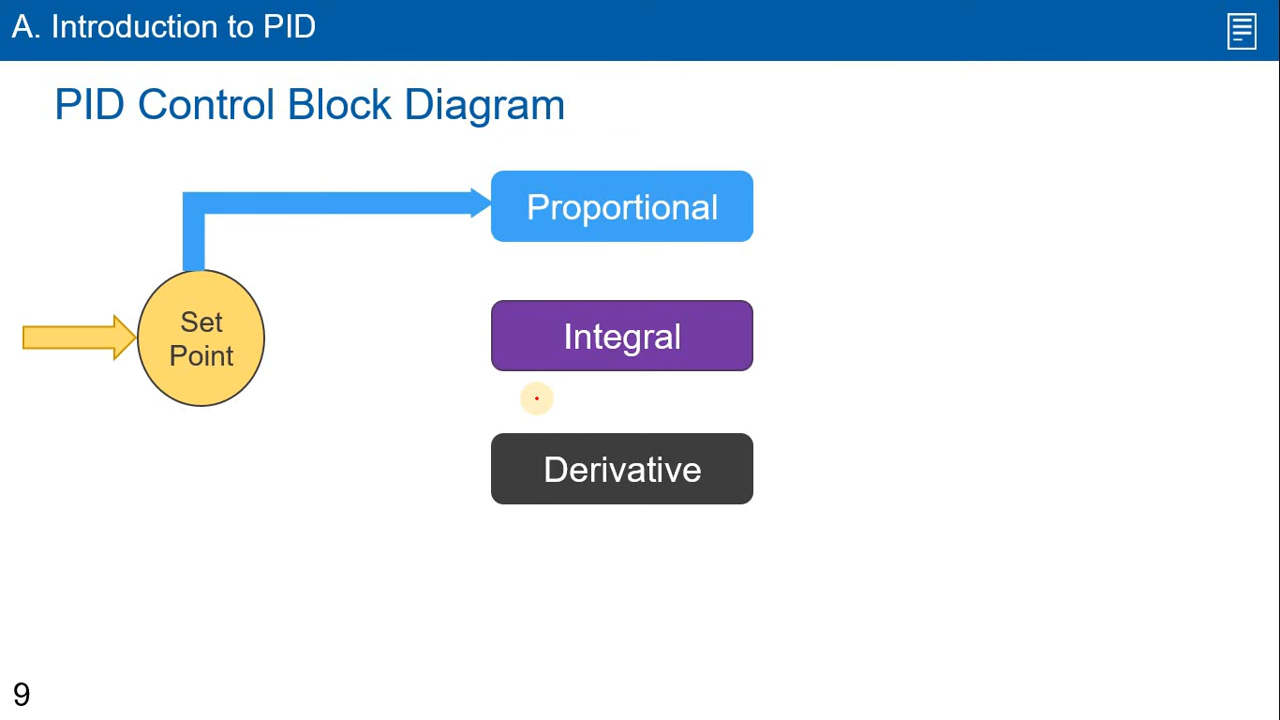 A. Introduction to PID
PID Control Block Diagram
Proportional
Set
Point
Integral
Derivative
9